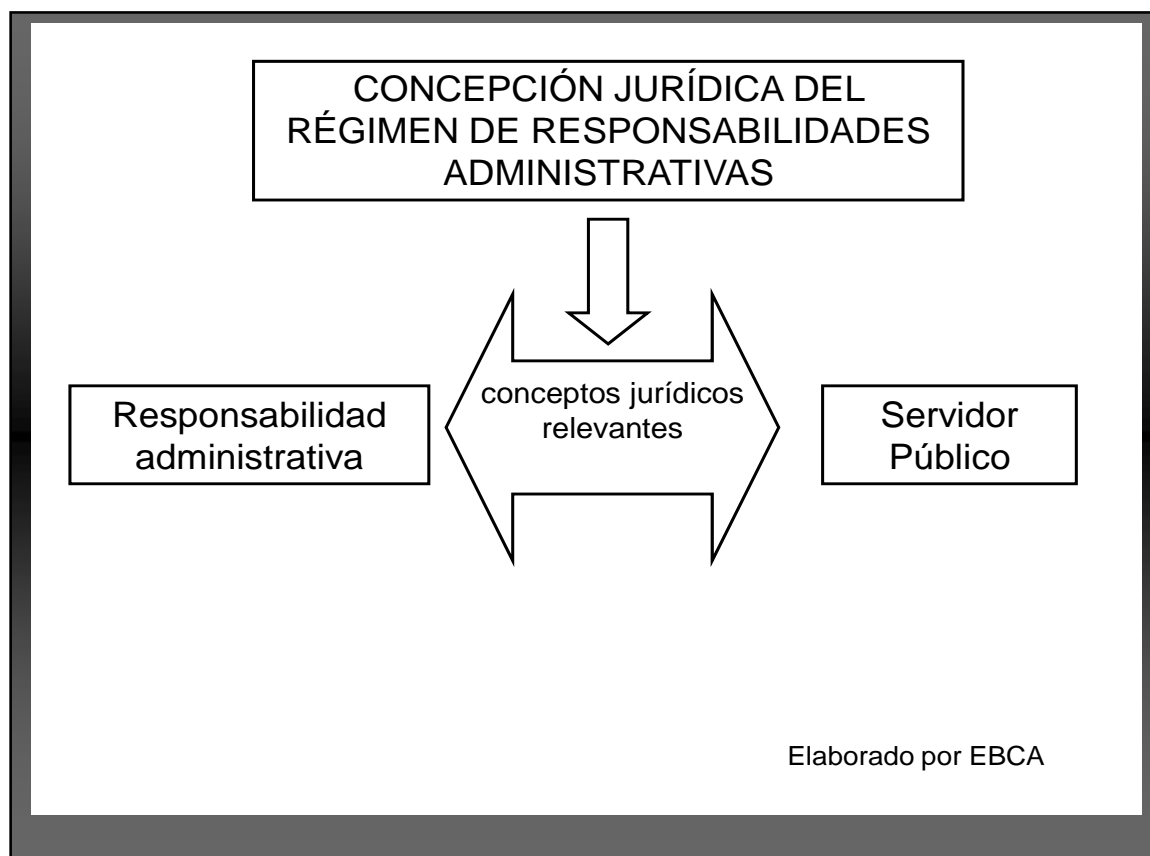 CONCEPCIÓN JURÍDICA DEL
RÉGIMEN DE RESPONSABILIDADES
ADMINISTRATIVAS
conceptos jurídicos
relevantes
Responsabilidad
administrativa
Servidor
Público
Elaborado por EBCA